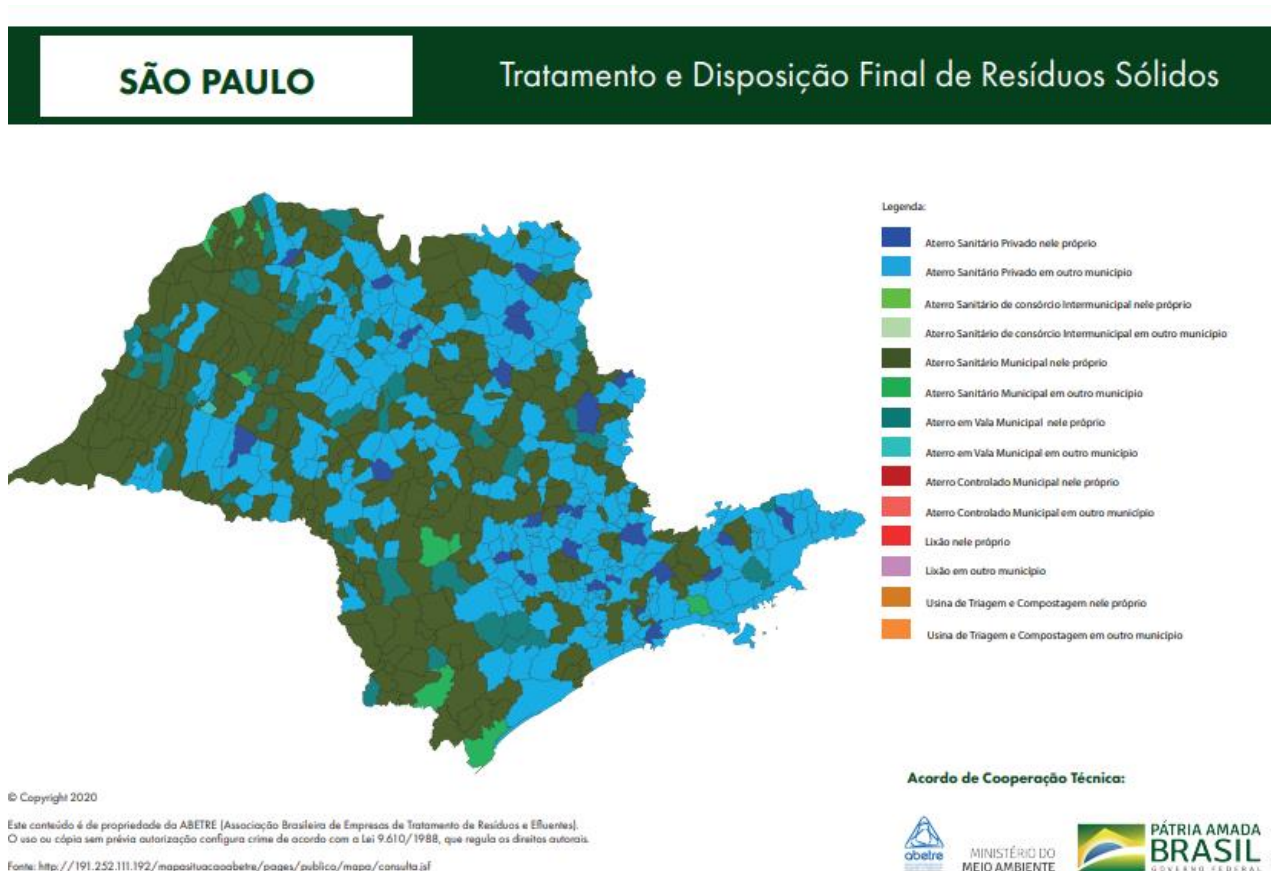 SÃO PAULO
Tratamento e Disposição Final de Resíduos Sólidos
Legenda:
Aterro Sanitário Privado nele próprio
Aterro Sanitário Privado em outro município
Aterro Sanitário de consórcio Intermunicipal nele próprio
Aterro Sanitário de consórcio Intermunicipal em outro município
Aterro Sanitário Municipal nele próprio
Aterro Sanitário Municipal em outro município
Aterro em Vala Municipal nele próprio
Aterro em Vala Municipal em outro município
Aterro Controlado Municipal nele próprio
Aterro Controlado Municipal em outro município
Lixão nele próprio
Lixão em outro município
Usina de Triagem e Compostagem nele próprio
Usina de Triagem e Compostagem em outro município
Acordo de Cooperação Técnica:
© Copyright 2020
Este conteúdo é de propriedade da ABETRE (Associação Brasileira de Empresas de Tratamento de Resíduos e Efluentes).
O uso ou cópia sem prévia autorização configura crime de acordo com a Lei 9.610/1988, que regula os direitos autorais.
Fonte: http://191.252.111.192/mapasituacaoabetre/pages/publico/mapa/consulta.jsf
abetre
MINISTÉRIO DO
MEIO AMBIENTE
PÁTRIA AMADA
BRASIL
GOVERNO FEDERAL